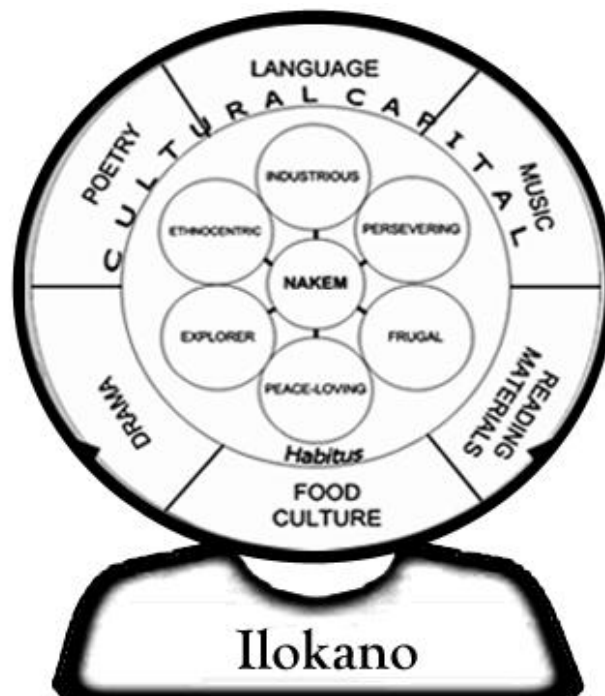 LANGUAGE
CULTURAL CAPITAL
POETRY
MUSIC
INDUSTRIOUS
ETHNOCENTRIC
PERSEVERING
NAKEM
EXPLORER
FRUGAL
PEACE-LOVING
DRAMA
READING
MATERIALS
Habitus
FOOD
CULTURE
Ilokano